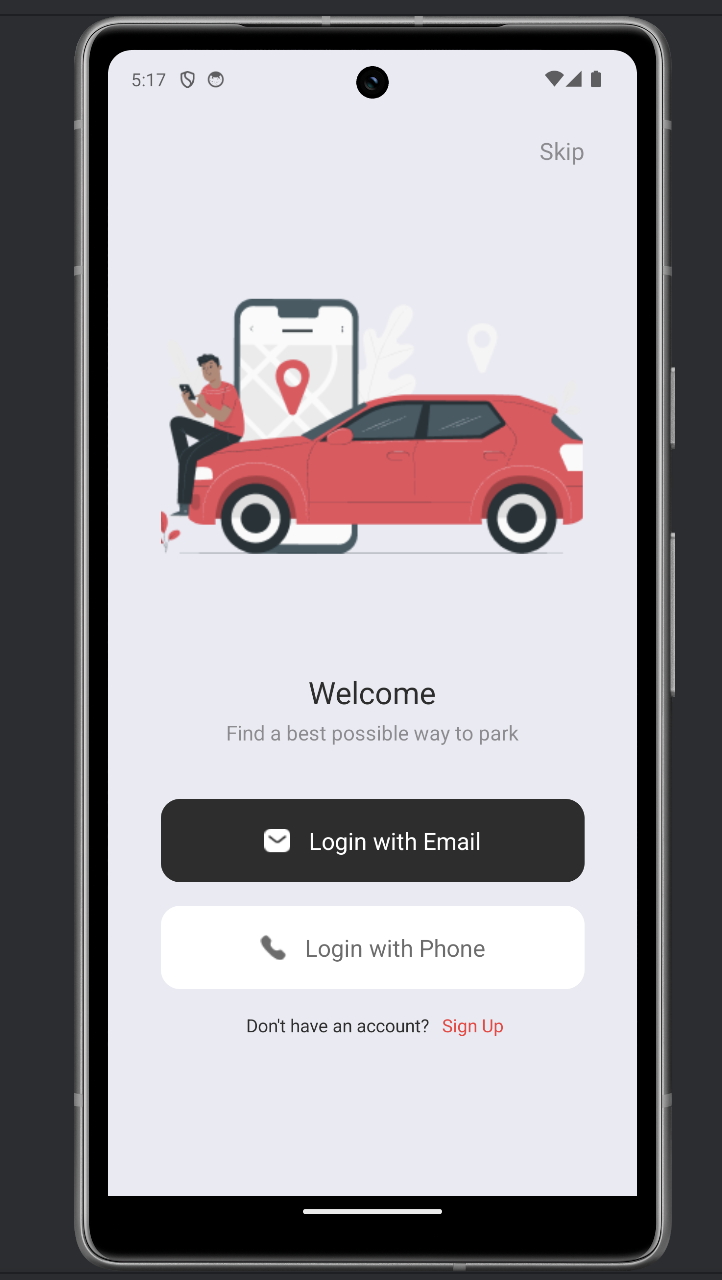 5:17
Skip
Welcome
Find a best possible way to park
Login with Email
Login with Phone
Don't have an account? Sign Up